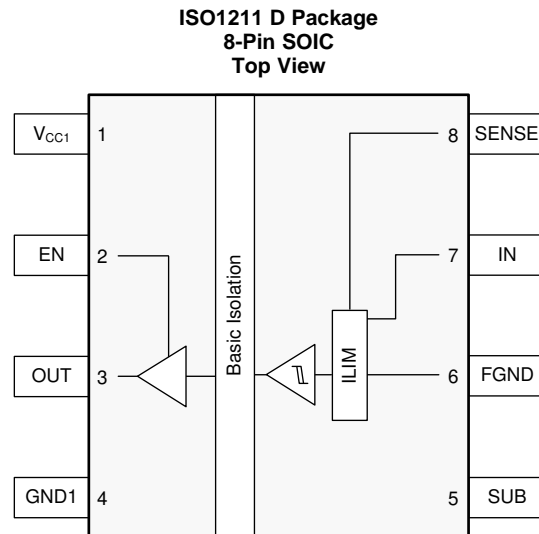 ISO1211 D Package
8-Pin SOIC
Top View
VCC1 1 8 SENSE
EN 2 7 IN
Basic Isolation
ILIM
OUT 3 6 FGND
GND1 4 5 SUB